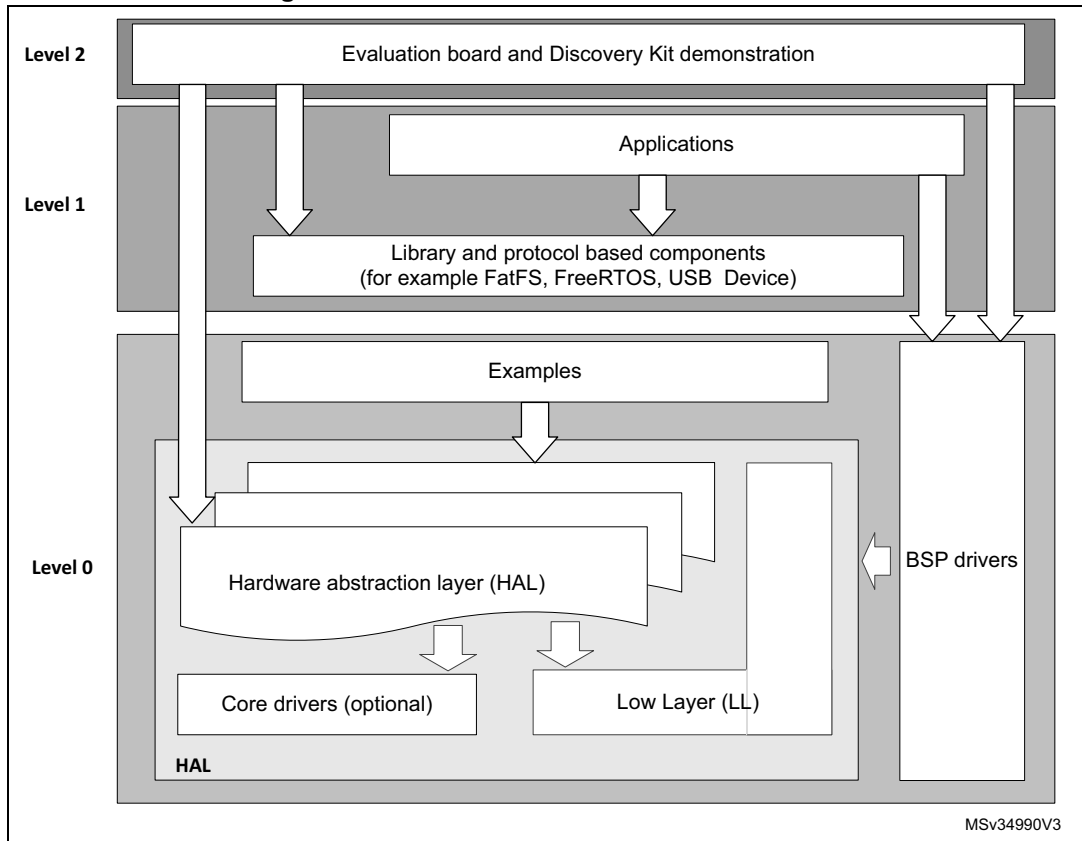 Level 2
Evaluation board and Discovery Kit demonstration
Applications
Level 1
Library and protocol based components
(for example FatFS, FreeRTOS, USB Device)
Examples
Level 0
BSP drivers
Hardware abstraction layer (HAL)
Core drivers (optional)
Low Layer (LL)
HAL
MSv34990V3